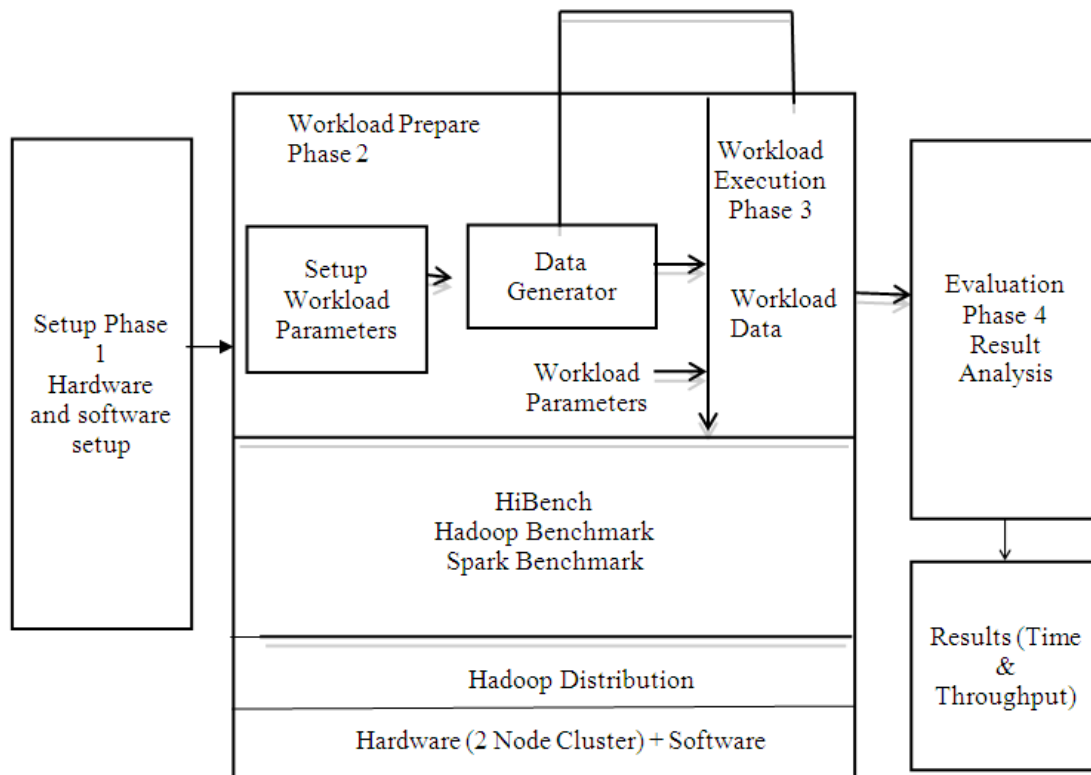 Setup Phase
1
Hardware
and software
setup
Workload Prepare
Phase 2
Setup
Workload
Parameters
Data
Generator
Workload
Parameters
Workload
Execution
Phase 3
Workload
Data
HiBench
Hadoop Benchmark
Spark Benchmark
Hadoop Distribution
Hardware (2 Node Cluster) + Software
Evaluation
Phase 4
Result
Analysis
Results (Time
&
Throughput)